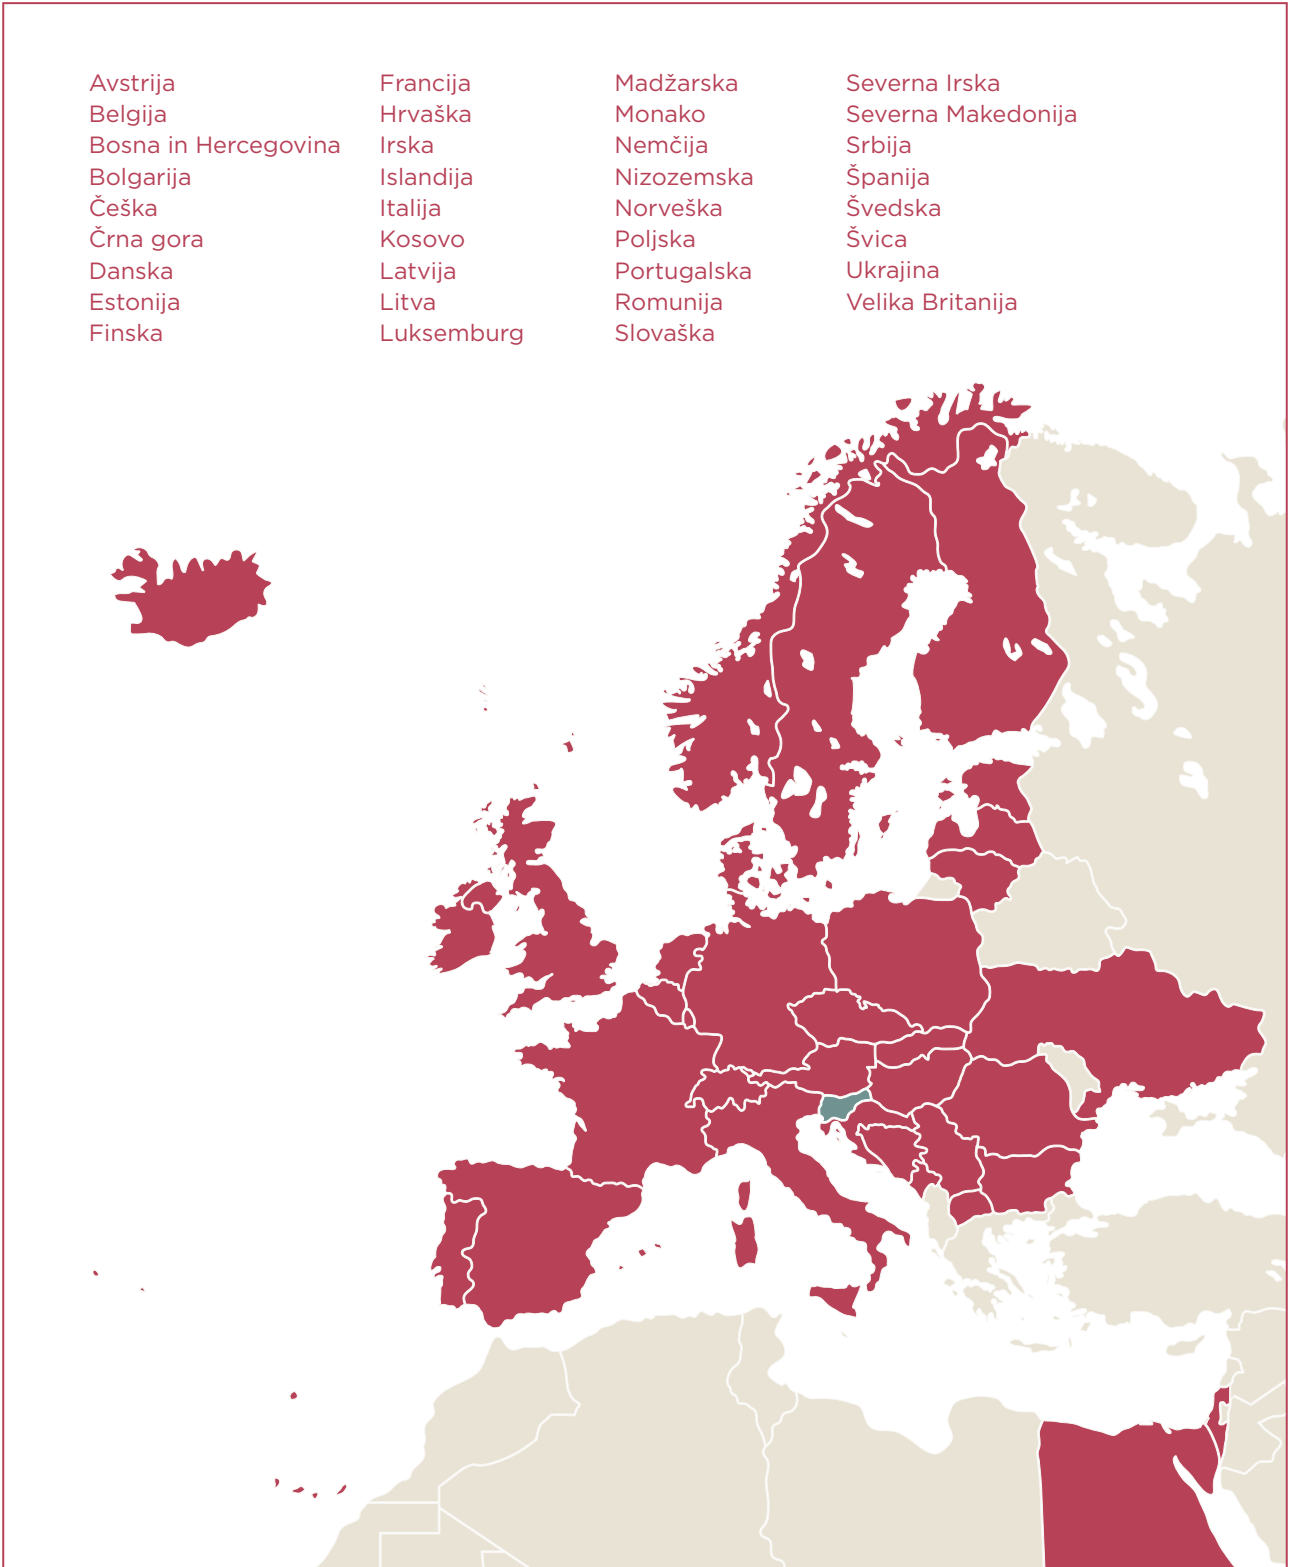 Avstrija
Belgija
Bosna in Hercegovina
Bolgarija
Češka
Črna gora
Danska
Estonija
Finska
Francija
Hrvaška
Irska
Islandija
Italija
Kosovo
Latvija
Litva
Luksemburg
Madžarska
Monako
Nemčija
Nizozemska
Norveška
Poljska
Portugalska
Romunija
Slovaška
Severna Irska
Severna Makedonija
Srbija
Španija
Švedska
Švica
Ukrajina
Velika Britanija